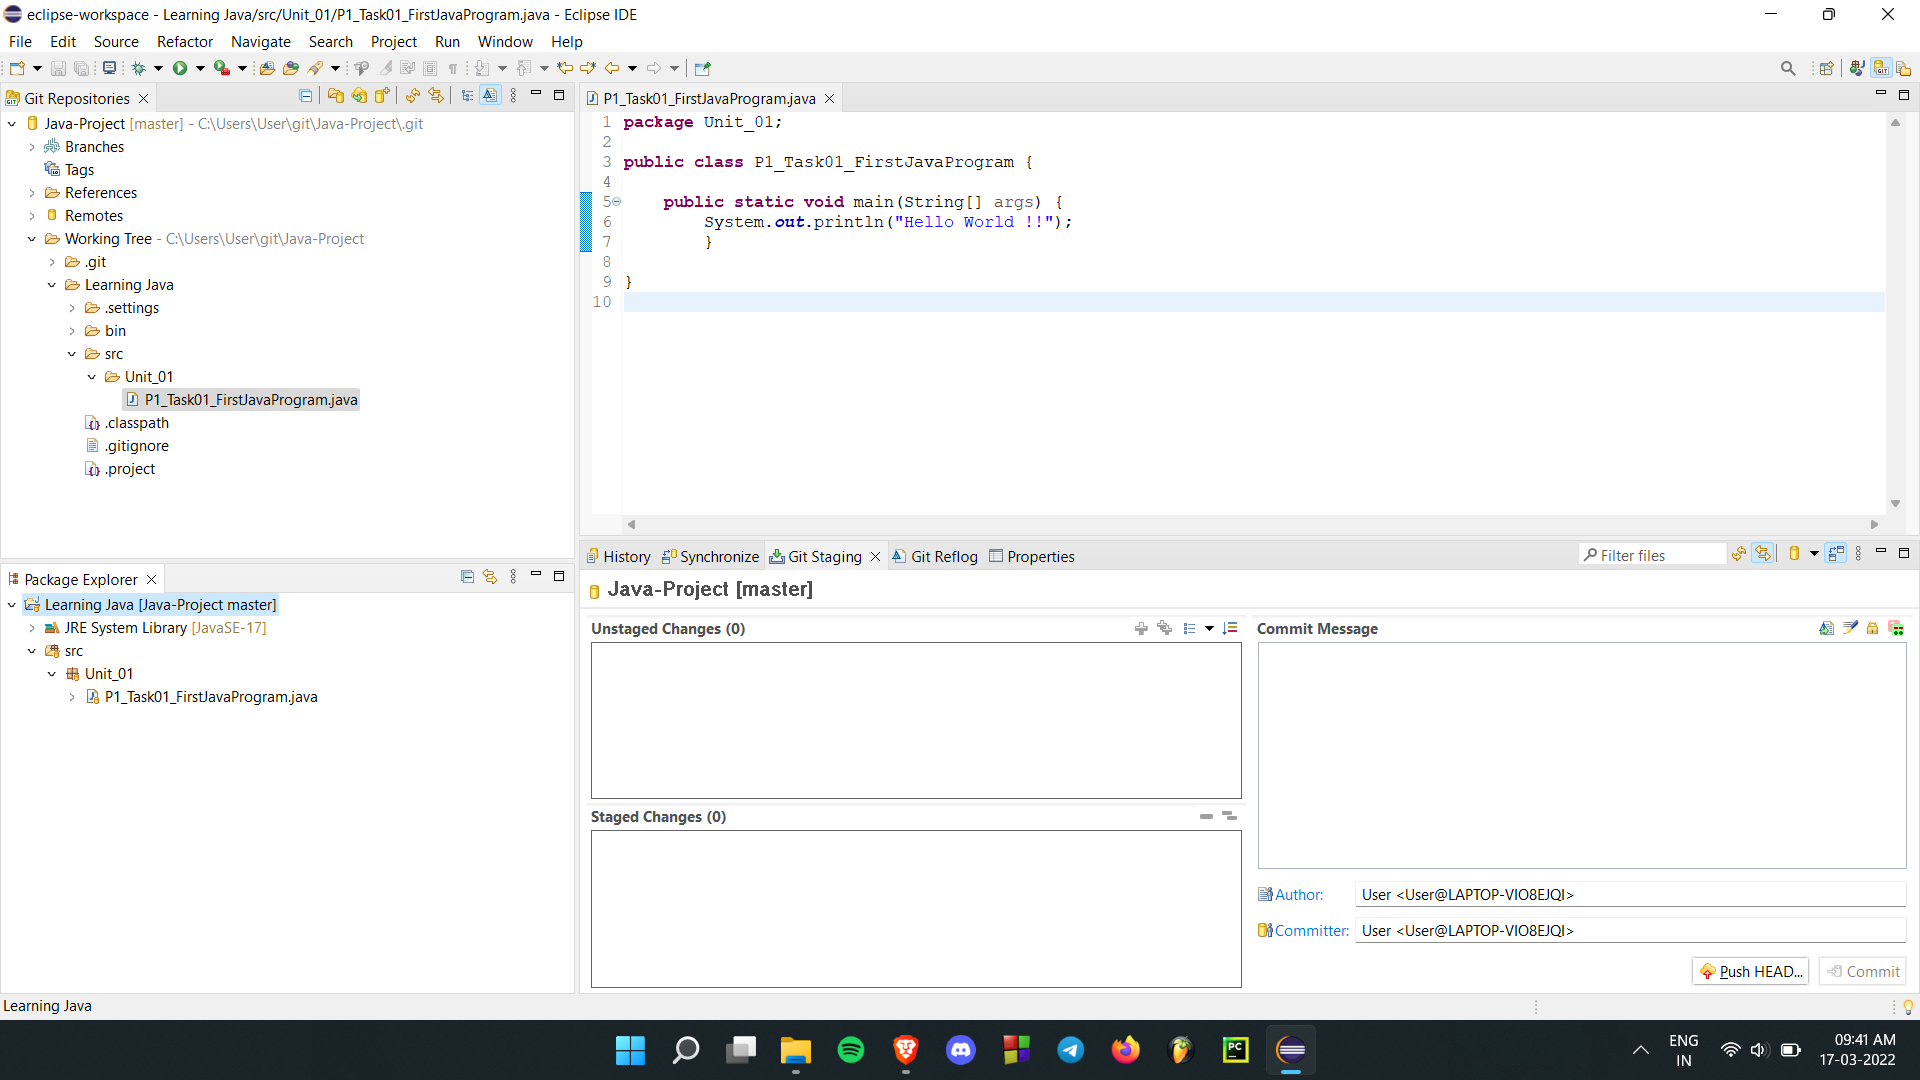 eclipse-workspace - Learning Java/src/Unit_01/P1_Task01_FirstJavaProgram.java - Eclipse IDE
File Edit Source Refactor Navigate Search Project Run Window Help
Git Repositories
Java-Project [master] - C:\Users\User\git\Java-Project\.git
Branches
Tags
References
Remotes
Working Tree - C:\Users\User\git\Java-Project
.git
Learning Java
.settings
bin
src
Unit_01
P1_Task01_FirstJavaProgram.java
.classpath
.gitignore
.project
Package Explorer
Learning Java [Java-Project master]
JRE System Library [JavaSE-17]
src
Unit_01
P1_Task01_FirstJavaProgram.java
P1_Task01_FirstJavaProgram.java
1 package Unit_01;
2
3 public class P1_Task01_FirstJavaProgram {
4
5 public static void main(String[] args) {
6 System.out.println("Hello World !!");
7 }
8
9 }
10
History Synchronize Git Staging Git Reflog Properties
Filter files
Java-Project [master]
Unstaged Changes (0)
Staged Changes (0)
Commit Message
Author: User <User@LAPTOP-VIO8EJQI>
Committer: User <User@LAPTOP-VIO8EJQI>
Push HEAD... Commit
Learning Java
PC
ENG
IN
09:41 AM
17-03-2022